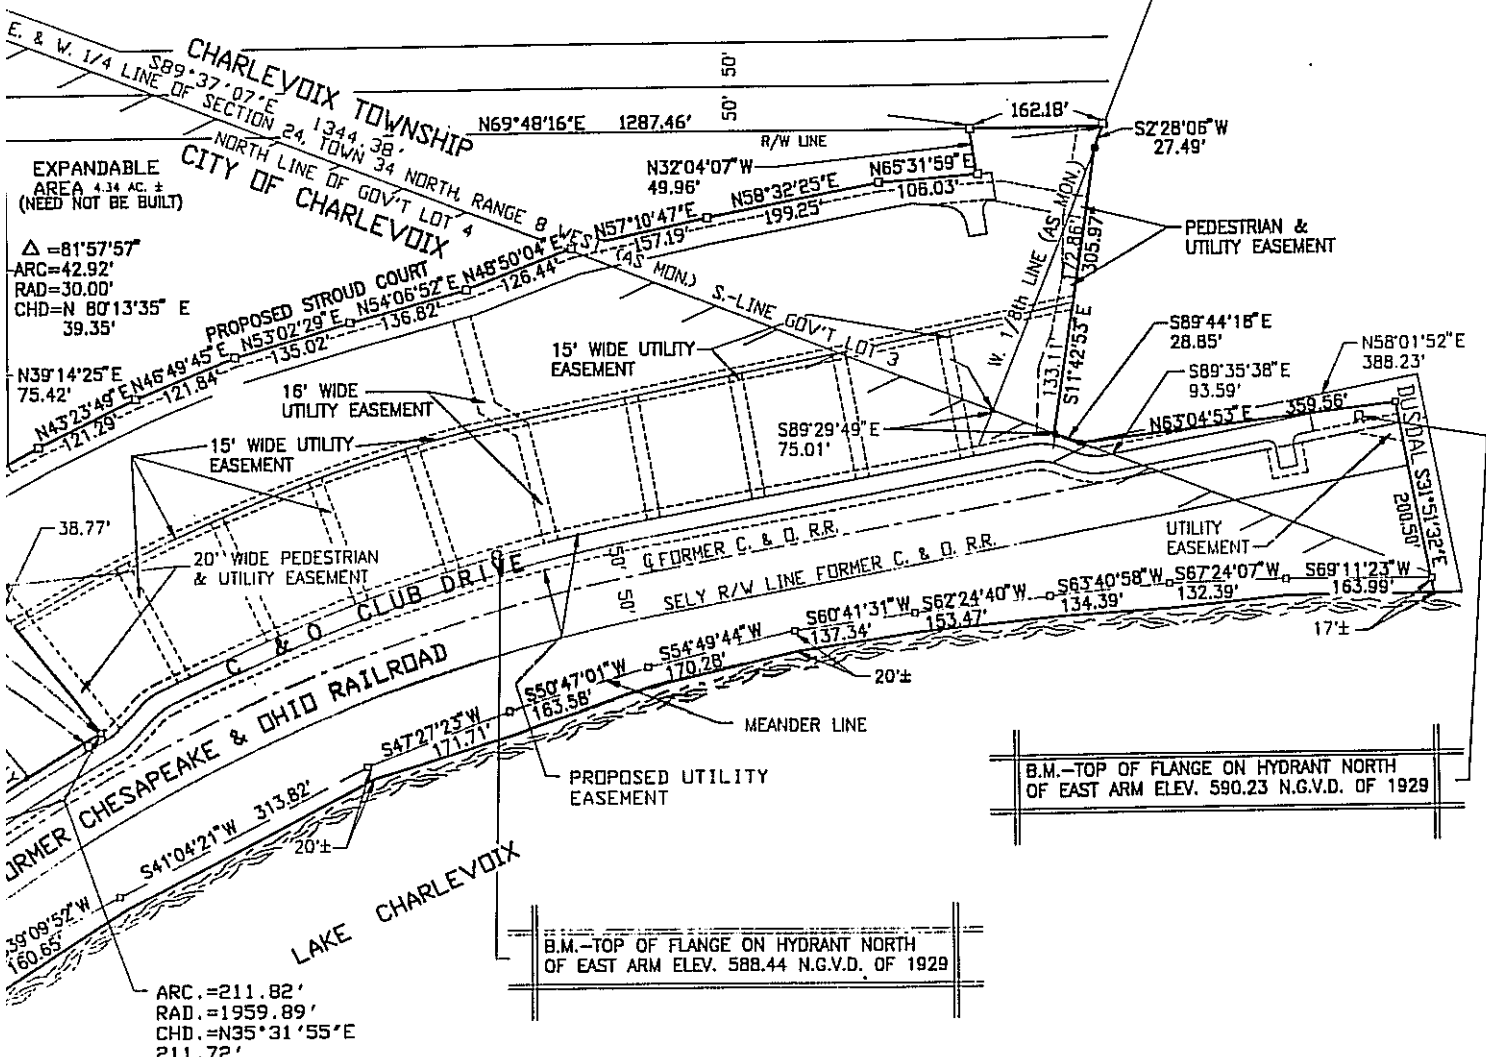 E. & W. 1/4 LINE OF SECTION 24, TOWN 34 NORTH, RANGE 8 WEST (AS MON.) S.-LINE GOV'T LOT 3
S89°37'07"E 1344.38'
NORTH LINE OF GOV'T LOT 4
CHARLEVOIX TOWNSHIP
CITY OF CHARLEVOIX
50'
50'
N69°48'16"E 1287.46'
R/W LINE
162.18'
S2°28'06"W
27.49'
EXPANDABLE
AREA 4.34 AC. ±
(NEED NOT BE BUILT)
Δ =81°57'57"
ARC=42.92'
RAD=30.00'
CHD=N 80°13'35" E
39.35'
N39°14'25"E
75.42'
N43°23'49"E
121.29'
N46°49'45"E
121.84'
PROPOSED STROUD COURT
N53°02'29"E
135.02'
N54°06'52"E
136.82'
N48°50'04"E
126.44'
N57°10'47"E
157.19'
N58°32'25"E
199.25'
N65°31'59"E
106.03'
N32°04'07"W
49.96'
W. 1/8th LINE (AS MON.)
172.86'
305.97'
133.11'
S11°42'53"E
PEDESTRIAN &
UTILITY EASEMENT
S89°44'18"E
28.85'
S89°35'38"E
93.59'
N58°01'52"E
388.23'
N63°04'53"E 359.56'
DUSDAL S31°51'32"E
200.50'
S89°29'49"E
75.01'
15' WIDE UTILITY
EASEMENT
16' WIDE
UTILITY EASEMENT
15' WIDE UTILITY
EASEMENT
38.77'
20' WIDE PEDESTRIAN
& UTILITY EASEMENT
UTILITY
EASEMENT
C & O CLUB DRIVE
50'
50'
℄ FORMER C. & O. R.R.
SELY R/W LINE FORMER C. & O. R.R.
FORMER CHESAPEAKE & OHIO RAILROAD
S69°11'23"W
163.99'
S67°24'07"W
132.39'
S63°40'58"W
134.39'
S62°24'40"W
153.47'
S60°41'31"W
137.34'
S54°49'44"W
170.28'
S50°47'01"W
163.58'
S47°27'23"W
171.71'
S41°04'21"W 313.82'
39°09'52"W
160.65'
17'±
20'±
20'±
MEANDER LINE
PROPOSED UTILITY
EASEMENT
LAKE CHARLEVOIX
B.M.-TOP OF FLANGE ON HYDRANT NORTH
OF EAST ARM ELEV. 590.23 N.G.V.D. OF 1929
B.M.-TOP OF FLANGE ON HYDRANT NORTH
OF EAST ARM ELEV. 588.44 N.G.V.D. OF 1929
ARC.=211.82'
RAD.=1959.89'
CHD.=N35°31'55"E
211.72'